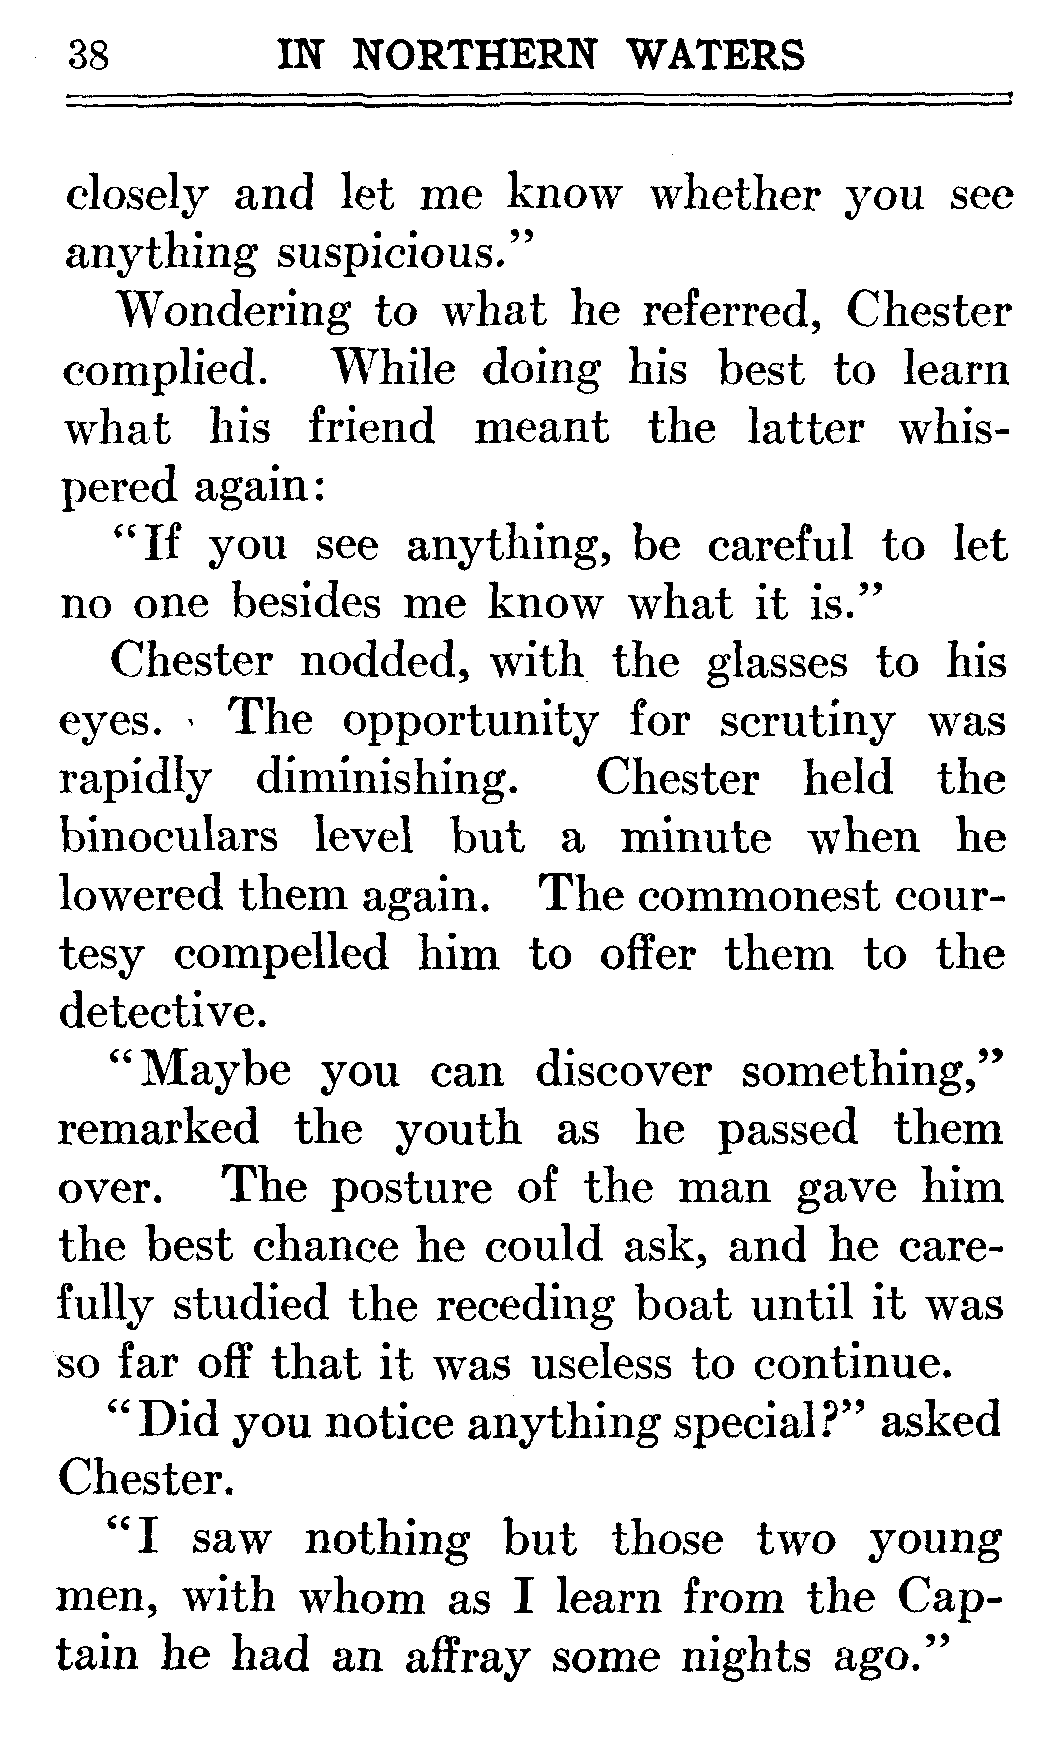 38 IN NORTHERN WATERS
closely and let me know whether you see
anything suspicious."
Wondering to what he referred, Chester
complied. While doing his best to learn
what his friend meant the latter whis-
pered again:
"If you see anything, be careful to let
no one besides me know what it is."
Chester nodded, with the glasses to his
eyes. The opportunity for scrutiny was
rapidly diminishing. Chester held the
binoculars level but a minute when he
lowered them again. The commonest cour-
tesy compelled him to offer them to the
detective.
"Maybe you can discover something,"
remarked the youth as he passed them
over. The posture of the man gave him
the best chance he could ask, and he care-
fully studied the receding boat until it was
so far off that it was useless to continue.
"Did you notice anything special?" asked
Chester.
"I saw nothing but those two young
men, with whom as I learn from the Cap-
tain he had an affray some nights ago."